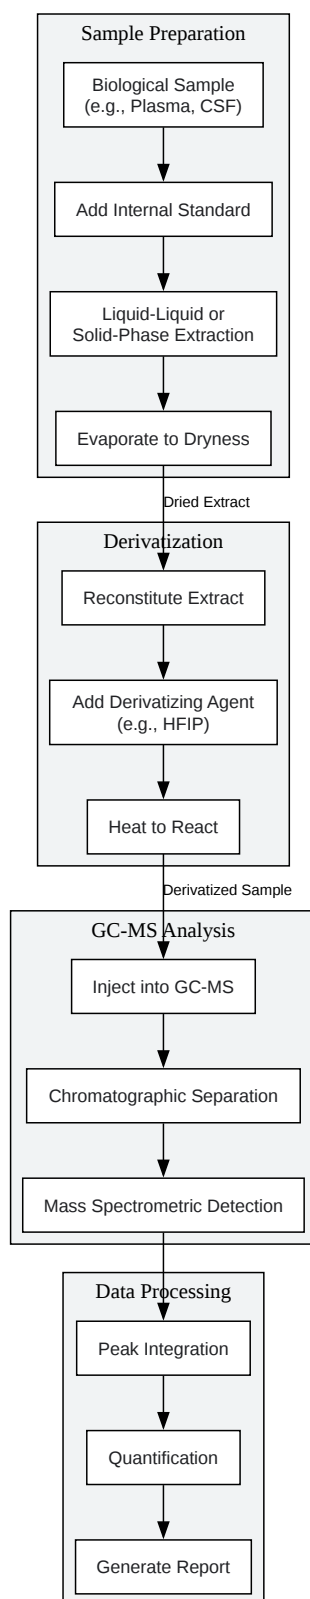 Sample Preparation
Biological Sample
(e.g., Plasma, CSF)
Add Internal Standard
Liquid-Liquid or
Solid-Phase Extraction
Evaporate to Dryness
Dried Extract
Derivatization
Reconstitute Extract
Add Derivatizing Agent
(e.g., HFIP)
Heat to React
Derivatized Sample
GC-MS Analysis
Inject into GC-MS
Chromatographic Separation
Mass Spectrometric Detection
Data Processing
Peak Integration
Quantification
Generate Report